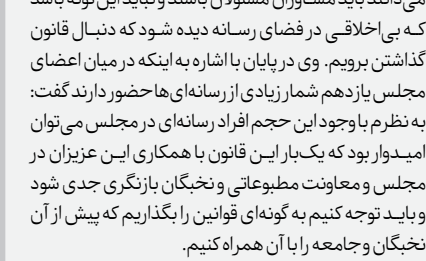 می‌دانند باید مشاوران مسئولان باشند و نباید این گونه باشد
که بی‌اخلاقی در فضای رسانه دیده شود که دنبال قانون
گذاشتن برویم. وی در پایان با اشاره به اینکه در میان اعضای
مجلس یازدهم شمار زیادی از رسانه‌ای‌ها حضور دارند گفت:
به نظرم با وجود این حجم افراد رسانه‌ای در مجلس می‌توان
امیدوار بود که یک‌بار این قانون با همکاری این عزیزان در
مجلس و معاونت مطبوعاتی و نخبگان بازنگری جدی شود
و باید توجه کنیم به گونه‌ای قوانین را بگذاریم که پیش از آن
نخبگان و جامعه را با آن همراه کنیم.